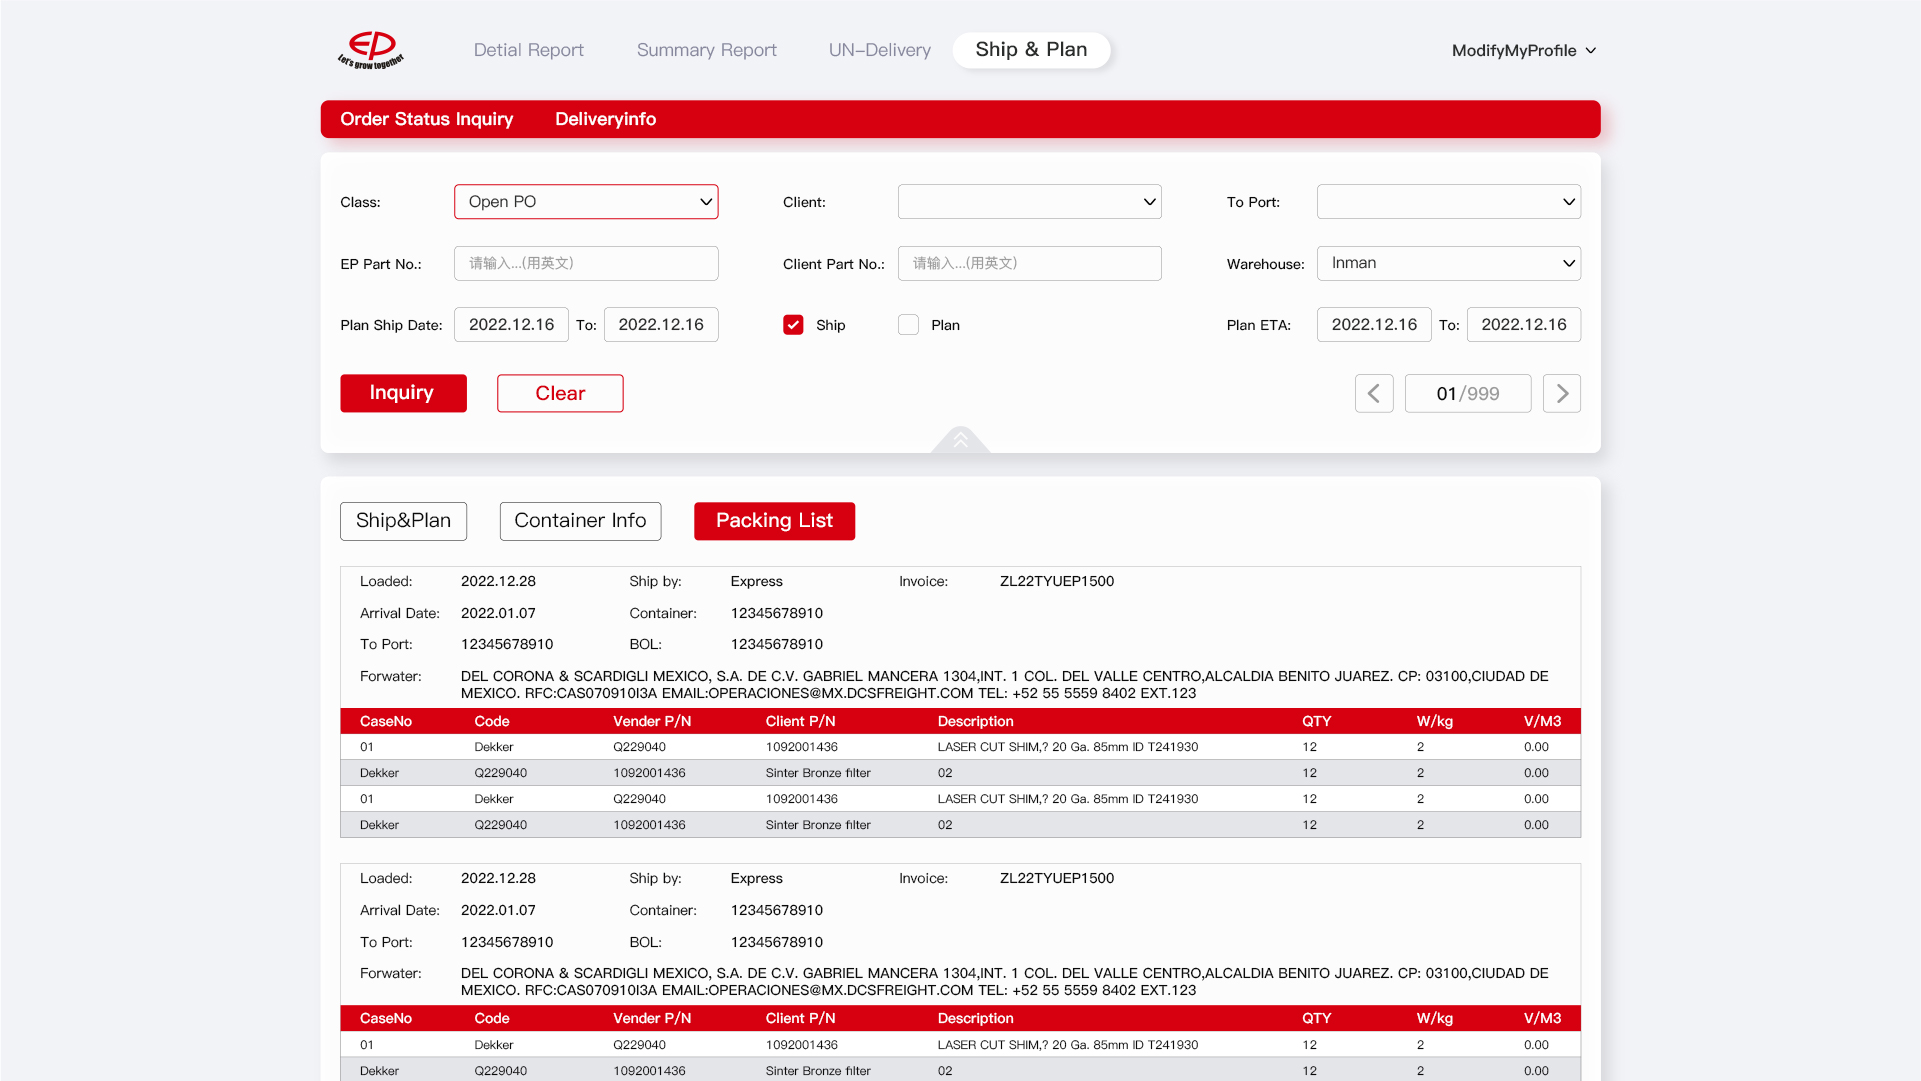 EP
Let's grow together
Detial Report Summary Report UN-Delivery Ship & Plan ModifyMyProfile
Order Status Inquiry Deliveryinfo
Class: Open PO Client: To Port:
EP Part No.: 请输入...(用英文) Client Part No.: 请输入...(用英文) Warehouse: Inman
Plan Ship Date: 2022.12.16 To: 2022.12.16 Ship Plan Plan ETA: 2022.12.16 To: 2022.12.16
Inquiry Clear 01/999
Ship&Plan Container Info Packing List
Loaded: 2022.12.28 Ship by: Express Invoice: ZL22TYUEP1500
Arrival Date: 2022.01.07 Container: 12345678910
To Port: 12345678910 BOL: 12345678910
Forwater: DEL CORONA & SCARDIGLI MEXICO, S.A. DE C.V. GABRIEL MANCERA 1304,INT. 1 COL. DEL VALLE CENTRO,ALCALDIA BENITO JUAREZ. CP: 03100,CIUDAD DE
MEXICO. RFC:CAS070910I3A EMAIL:OPERACIONES@MX.DCSFREIGHT.COM TEL: +52 55 5559 8402 EXT.123
CaseNo Code Vender P/N Client P/N Description QTY W/kg V/M3
01 Dekker Q229040 1092001436 LASER CUT SHIM,? 20 Ga. 85mm ID T241930 12 2 0.00
Dekker Q229040 1092001436 Sinter Bronze filter 02 12 2 0.00
01 Dekker Q229040 1092001436 LASER CUT SHIM,? 20 Ga. 85mm ID T241930 12 2 0.00
Dekker Q229040 1092001436 Sinter Bronze filter 02 12 2 0.00
Loaded: 2022.12.28 Ship by: Express Invoice: ZL22TYUEP1500
Arrival Date: 2022.01.07 Container: 12345678910
To Port: 12345678910 BOL: 12345678910
Forwater: DEL CORONA & SCARDIGLI MEXICO, S.A. DE C.V. GABRIEL MANCERA 1304,INT. 1 COL. DEL VALLE CENTRO,ALCALDIA BENITO JUAREZ. CP: 03100,CIUDAD DE
MEXICO. RFC:CAS070910I3A EMAIL:OPERACIONES@MX.DCSFREIGHT.COM TEL: +52 55 5559 8402 EXT.123
CaseNo Code Vender P/N Client P/N Description QTY W/kg V/M3
01 Dekker Q229040 1092001436 LASER CUT SHIM,? 20 Ga. 85mm ID T241930 12 2 0.00
Dekker Q229040 1092001436 Sinter Bronze filter 02 12 2 0.00